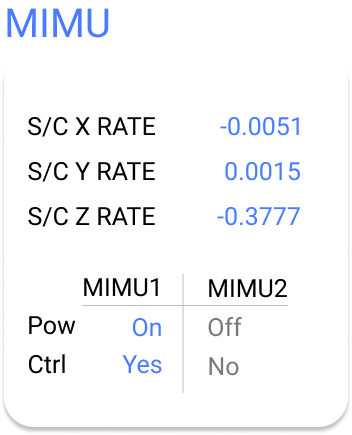 MIMU
S/C X RATE -0.0051
S/C Y RATE 0.0015
S/C Z RATE -0.3777
MIMU1 MIMU2
Pow On Off
Ctrl Yes No